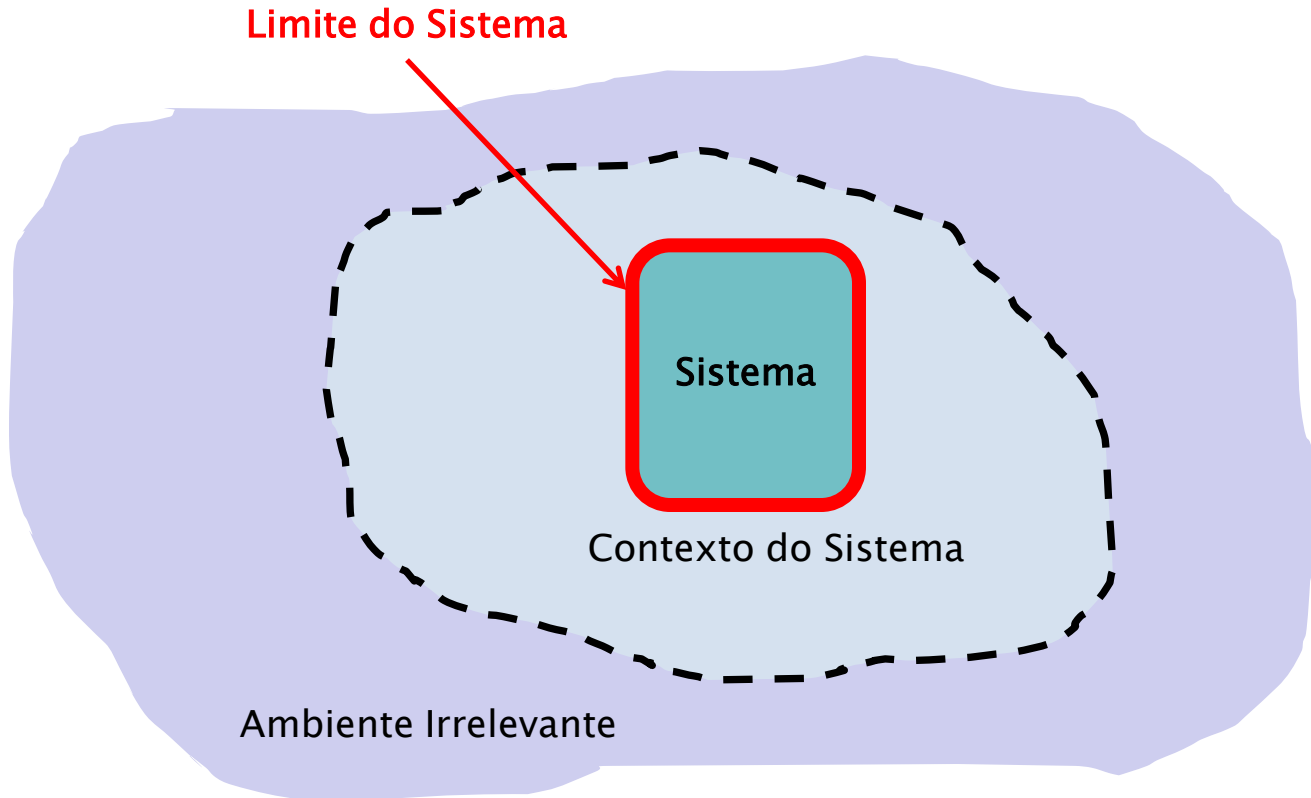 Limite do Sistema
Sistema
Contexto do Sistema
Ambiente Irrelevante